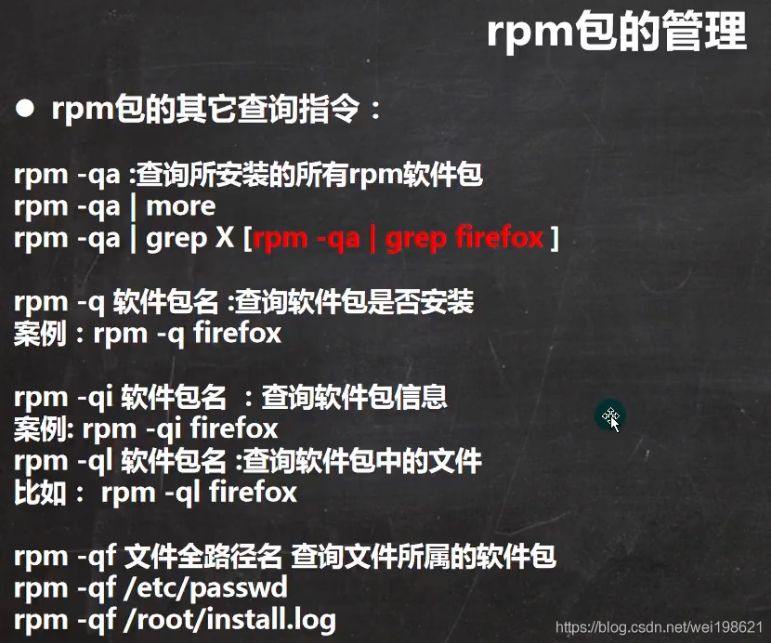 rpm包的管理
● rpm包的其它查询指令：
rpm -qa :查询所安装的所有rpm软件包
rpm -qa | more
rpm -qa | grep X [rpm -qa | grep firefox ]
rpm -q 软件包名 :查询软件包是否安装
案例：rpm -q firefox
rpm -qi 软件包名 ：查询软件包信息
案例: rpm -qi firefox
rpm -ql 软件包名 :查询软件包中的文件
比如： rpm -ql firefox
rpm -qf 文件全路径名 查询文件所属的软件包
rpm -qf /etc/passwd
rpm -qf /root/install.log
https://blog.csdn.net/wei198621